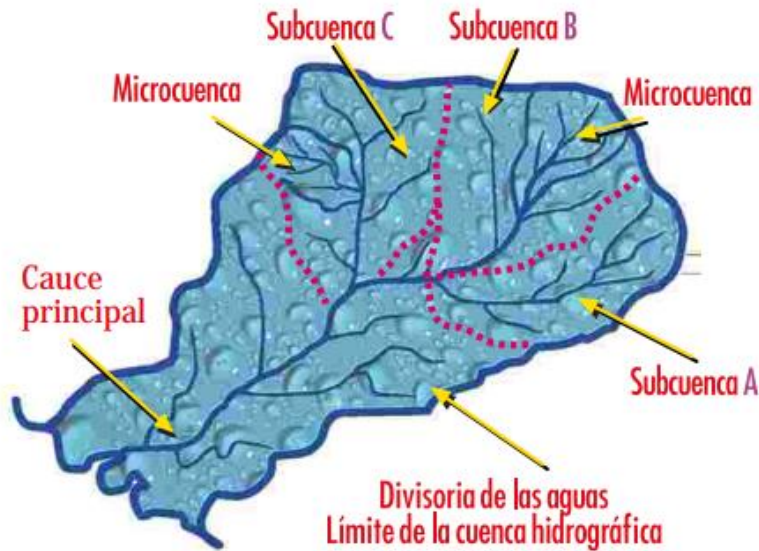 Subcuenca C
Subcuenca B
Microcuenca
Microcuenca
Cauce
principal
Subcuenca A
Divisoria de las aguas
Límite de la cuenca hidrográfica